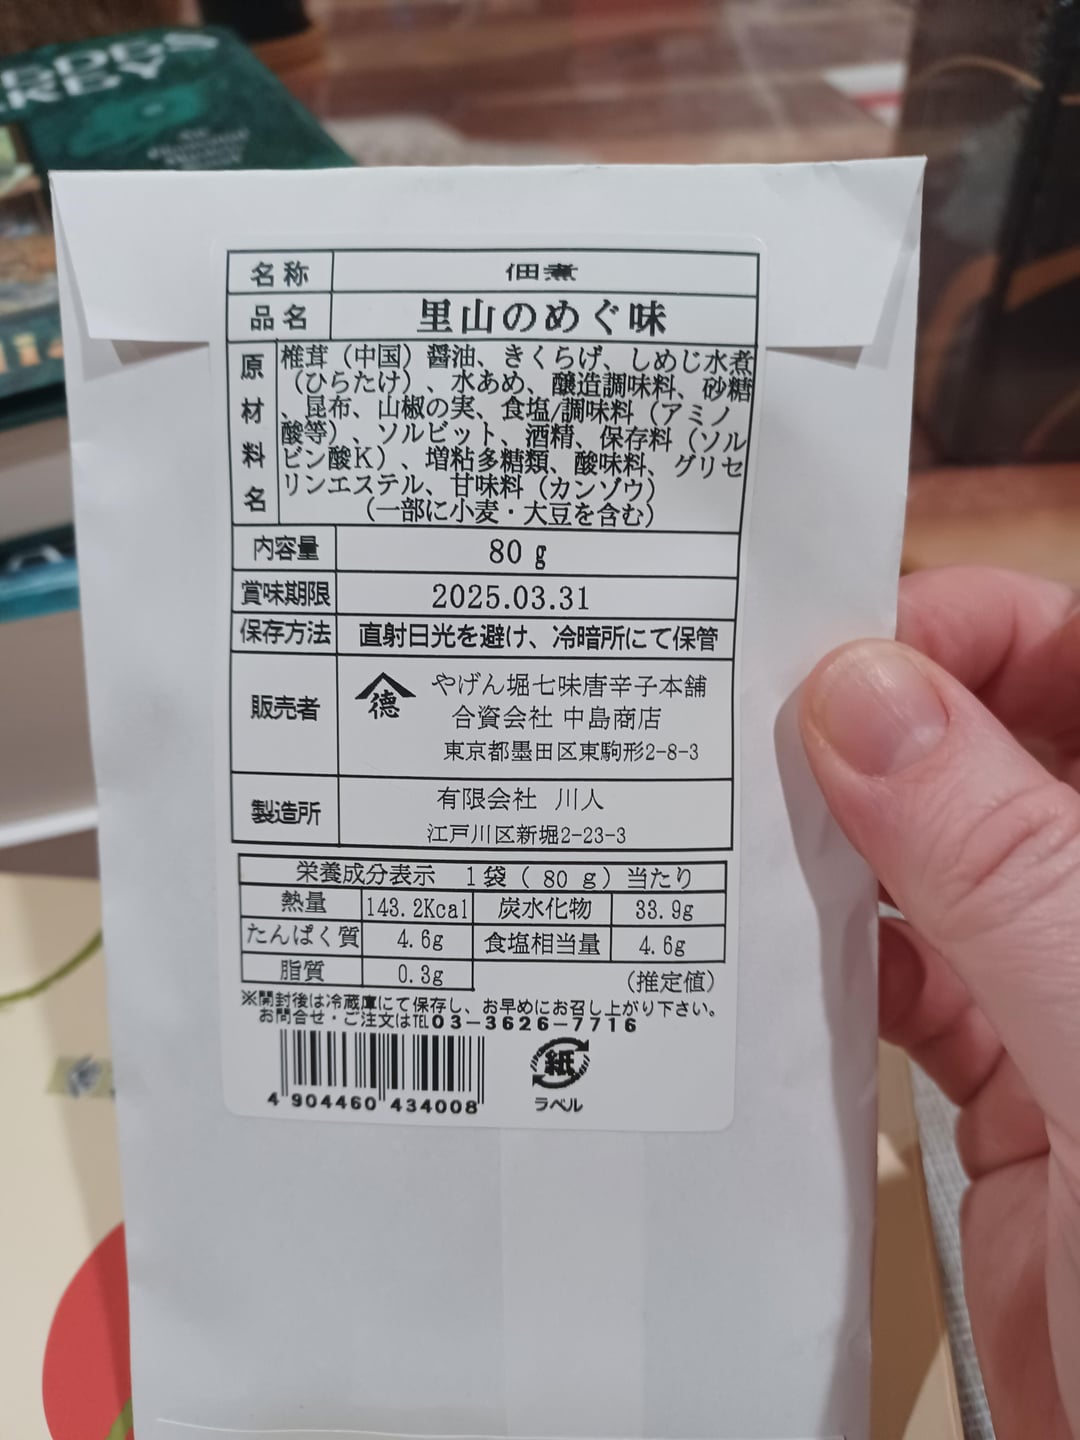 名称 佃煮
品名 里山のめぐ味
原材料名
椎茸（中国）醤油、きくらげ、しめじ水煮
（ひらたけ）、水あめ、醸造調味料、砂糖
、昆布、山椒の実、食塩/調味料（アミノ
酸等）、ソルビット、酒精、保存料（ソル
ビン酸K）、増粘多糖類、酸味料、グリセ
リンエステル、甘味料（カンゾウ）
（一部に小麦・大豆を含む）
内容量 80 g
賞味期限 2025.03.31
保存方法 直射日光を避け、冷暗所にて保管
販売者
徳
やげん堀七味唐辛子本舗
合資会社 中島商店
東京都墨田区東駒形2-8-3
製造所
有限会社 川人
江戸川区新堀2-23-3
栄養成分表示 1袋（80 g）当たり
熱量 143.2Kcal 炭水化物 33.9g
たんぱく質 4.6g 食塩相当量 4.6g
脂質 0.3g （推定値）
※開封後は冷蔵庫にて保存し、お早めにお召し上がり下さい。
お問合せ・ご注文は℡03-3626-7716
4 904460 434008
紙
ラベル